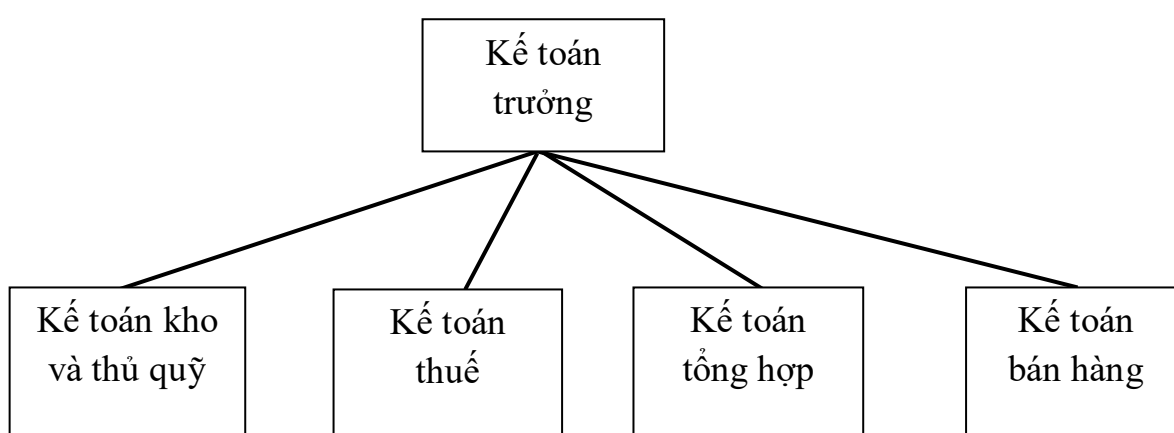 Kế toán
trưởng
Kế toán kho
và thủ quỹ
Kế toán
thuế
Kế toán
tổng hợp
Kế toán
bán hàng